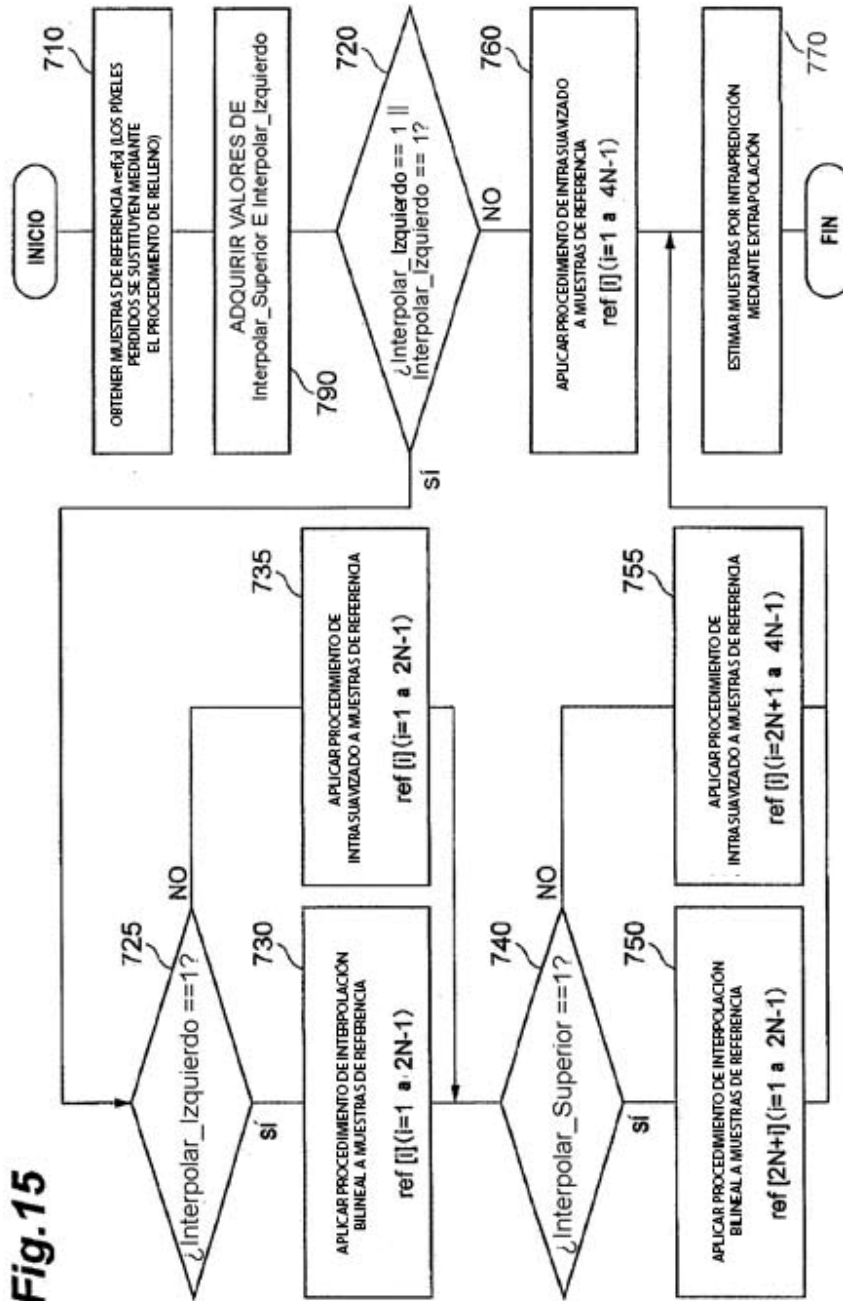 Fig.15
INICIO
710
OBTENER MUESTRAS DE REFERENCIA ref[x] (LOS PÍXELES
PERDIDOS SE SUSTITUYEN MEDIANTE
EL PROCEDIMIENTO DE RELLENO)
ADQUIRIR VALORES DE
Interpolar_Superior E Interpolar_Izquierdo
790
720
¿Interpolar_Izquierdo == 1 ||
Interpolar_Izquierdo == 1?
SÍ
NO
760
APLICAR PROCEDIMIENTO DE INTRASUAVIZADO
A MUESTRAS DE REFERENCIA
ref [i](i=1 a 4N-1)
725
¿Interpolar_Izquierdo ==1?
NO
SÍ
735
APLICAR PROCEDIMIENTO DE
INTRASUAVIZADO A MUESTRAS DE REFERENCIA
ref [i](i=1 a 2N-1)
730
APLICAR PROCEDIMIENTO DE INTERPOLACIÓN
BILINEAL A MUESTRAS DE REFERENCIA
ref [i](i=1 a 2N-1)
740
¿Interpolar_Superior ==1?
NO
SÍ
755
APLICAR PROCEDIMIENTO DE
INTRASUAVIZADO A MUESTRAS DE REFERENCIA
ref [i](i=2N+1 a 4N-1)
750
APLICAR PROCEDIMIENTO DE INTERPOLACIÓN
BILINEAL A MUESTRAS DE REFERENCIA
ref [2N+i](i=1 a 2N-1)
770
ESTIMAR MUESTRAS POR INTRAPREDICCIÓN
MEDIANTE EXTRAPOLACIÓN
FIN